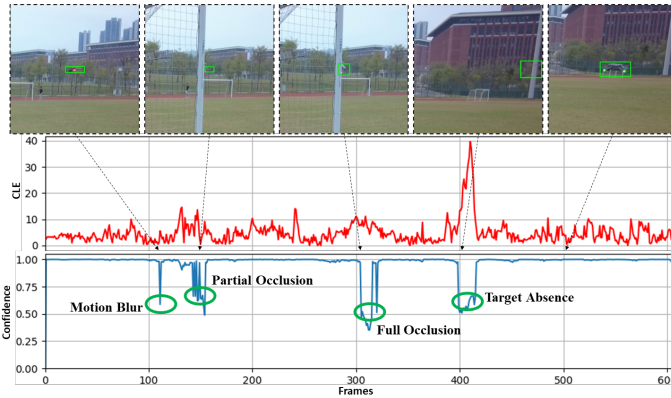 40
30
20
10
0
CLE
1.00
0.75
0.50
0.25
0.00
Confidence
Motion Blur
Partial Occlusion
Full Occlusion
Target Absence
0
100
200
300
400
500
60
Frames